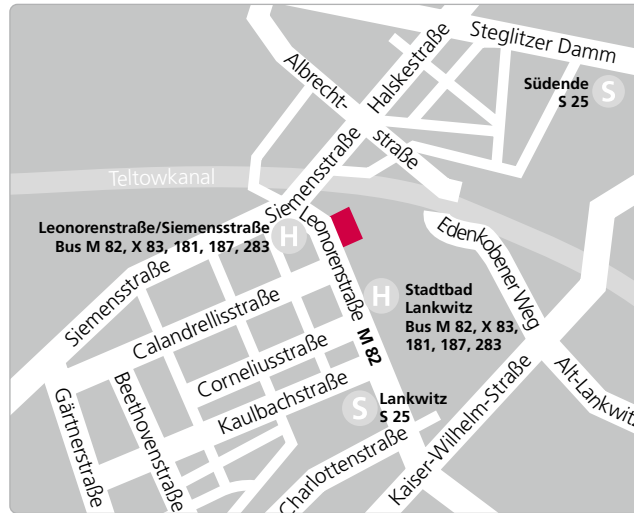 Steglitzer Damm
Halskestraße
Albrecht-
straße
Südende
S 25
S
Teltowkanal
Siemensstraße
Leonorenstraße/Siemensstraße
Bus M 82, X 83, 181, 187, 283
H
Leonorenstraße
M 82
Edenkobener Weg
Siemensstraße
H
Stadtbad
Lankwitz
Bus M 82, X 83,
181, 187, 283
Calandrellisstraße
Corneliusstraße
Kaulbachstraße
Gärtnerstraße
Beethovenstraße
S
Lankwitz
S 25
Charlottenstraße
Kaiser-Wilhelm-Straße
Alt-Lankwitz